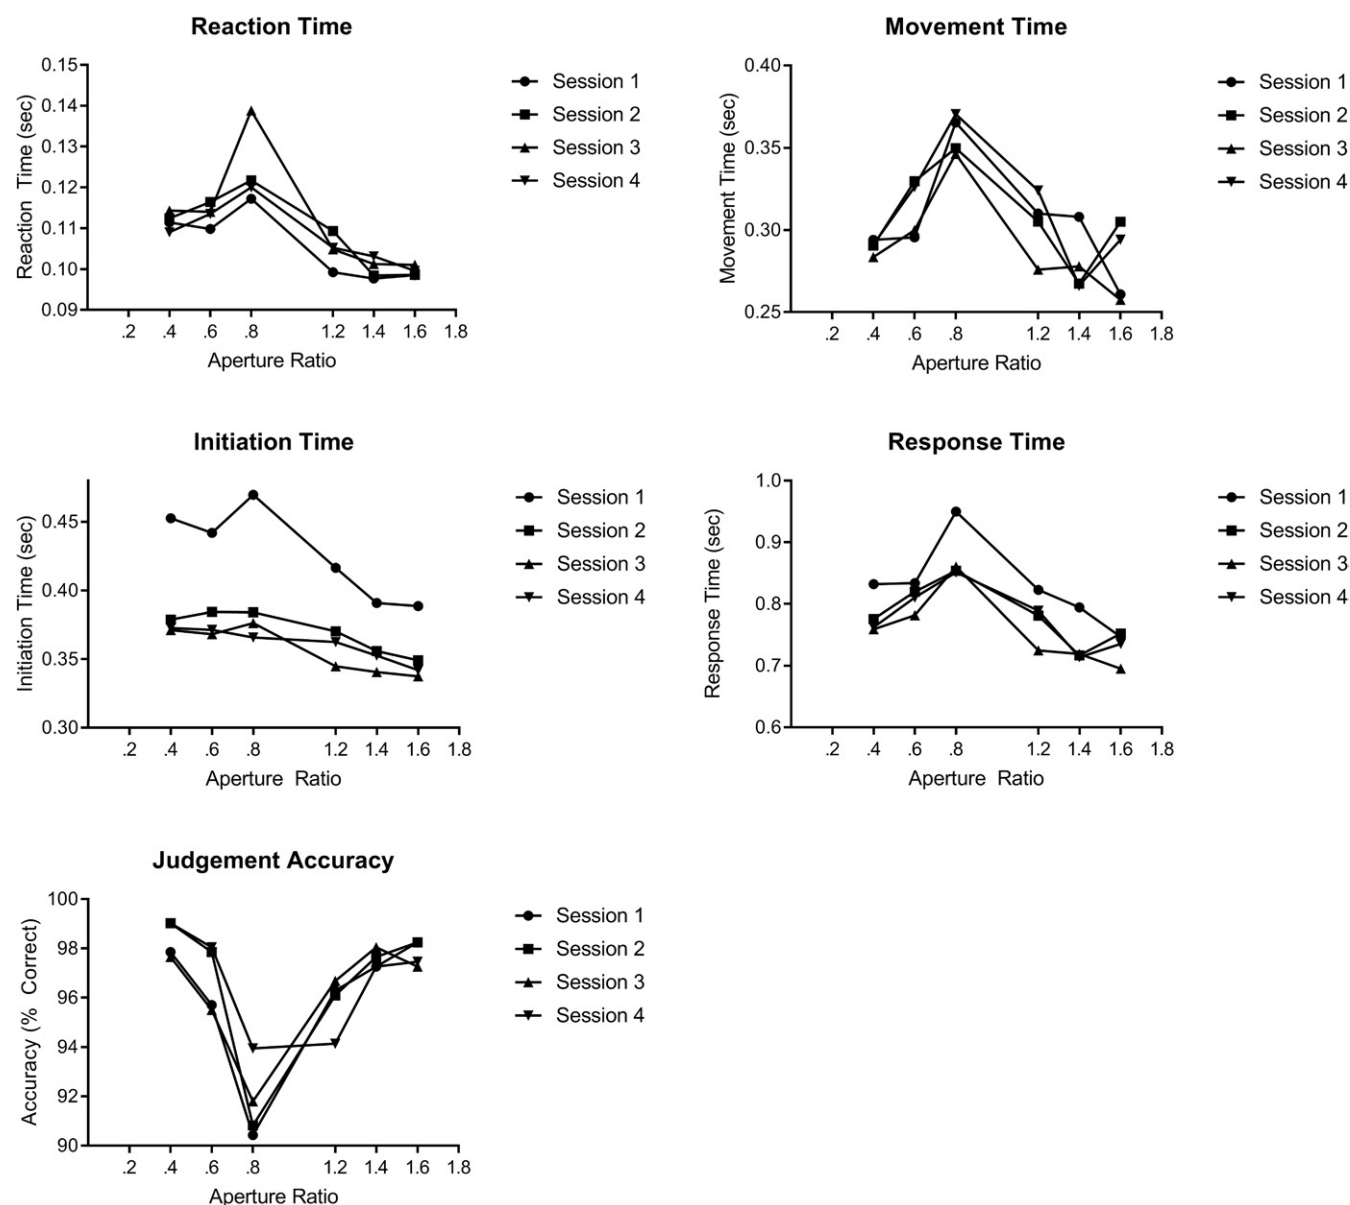 Reaction Time
Reaction Time (sec)
0.15
0.14
0.13
0.12
0.11
0.10
0.09
.2 .4 .6 .8 1.2 1.4 1.6 1.8
Aperture Ratio
Session 1
Session 2
Session 3
Session 4
Movement Time
Movement Time (sec)
0.40
0.35
0.30
0.25
.2 .4 .6 .8 1.2 1.4 1.6 1.8
Aperture Ratio
Session 1
Session 2
Session 3
Session 4
Initiation Time
Initiation Time (sec)
0.45
0.40
0.35
0.30
.2 .4 .6 .8 1.2 1.4 1.6 1.8
Aperture Ratio
Session 1
Session 2
Session 3
Session 4
Response Time
Response Time (sec)
1.0
0.9
0.8
0.7
0.6
.2 .4 .6 .8 1.2 1.4 1.6 1.8
Aperture Ratio
Session 1
Session 2
Session 3
Session 4
Judgement Accuracy
Accuracy (% Correct)
100
98
96
94
92
90
.2 .4 .6 .8 1.2 1.4 1.6 1.8
Aperture Ratio
Session 1
Session 2
Session 3
Session 4